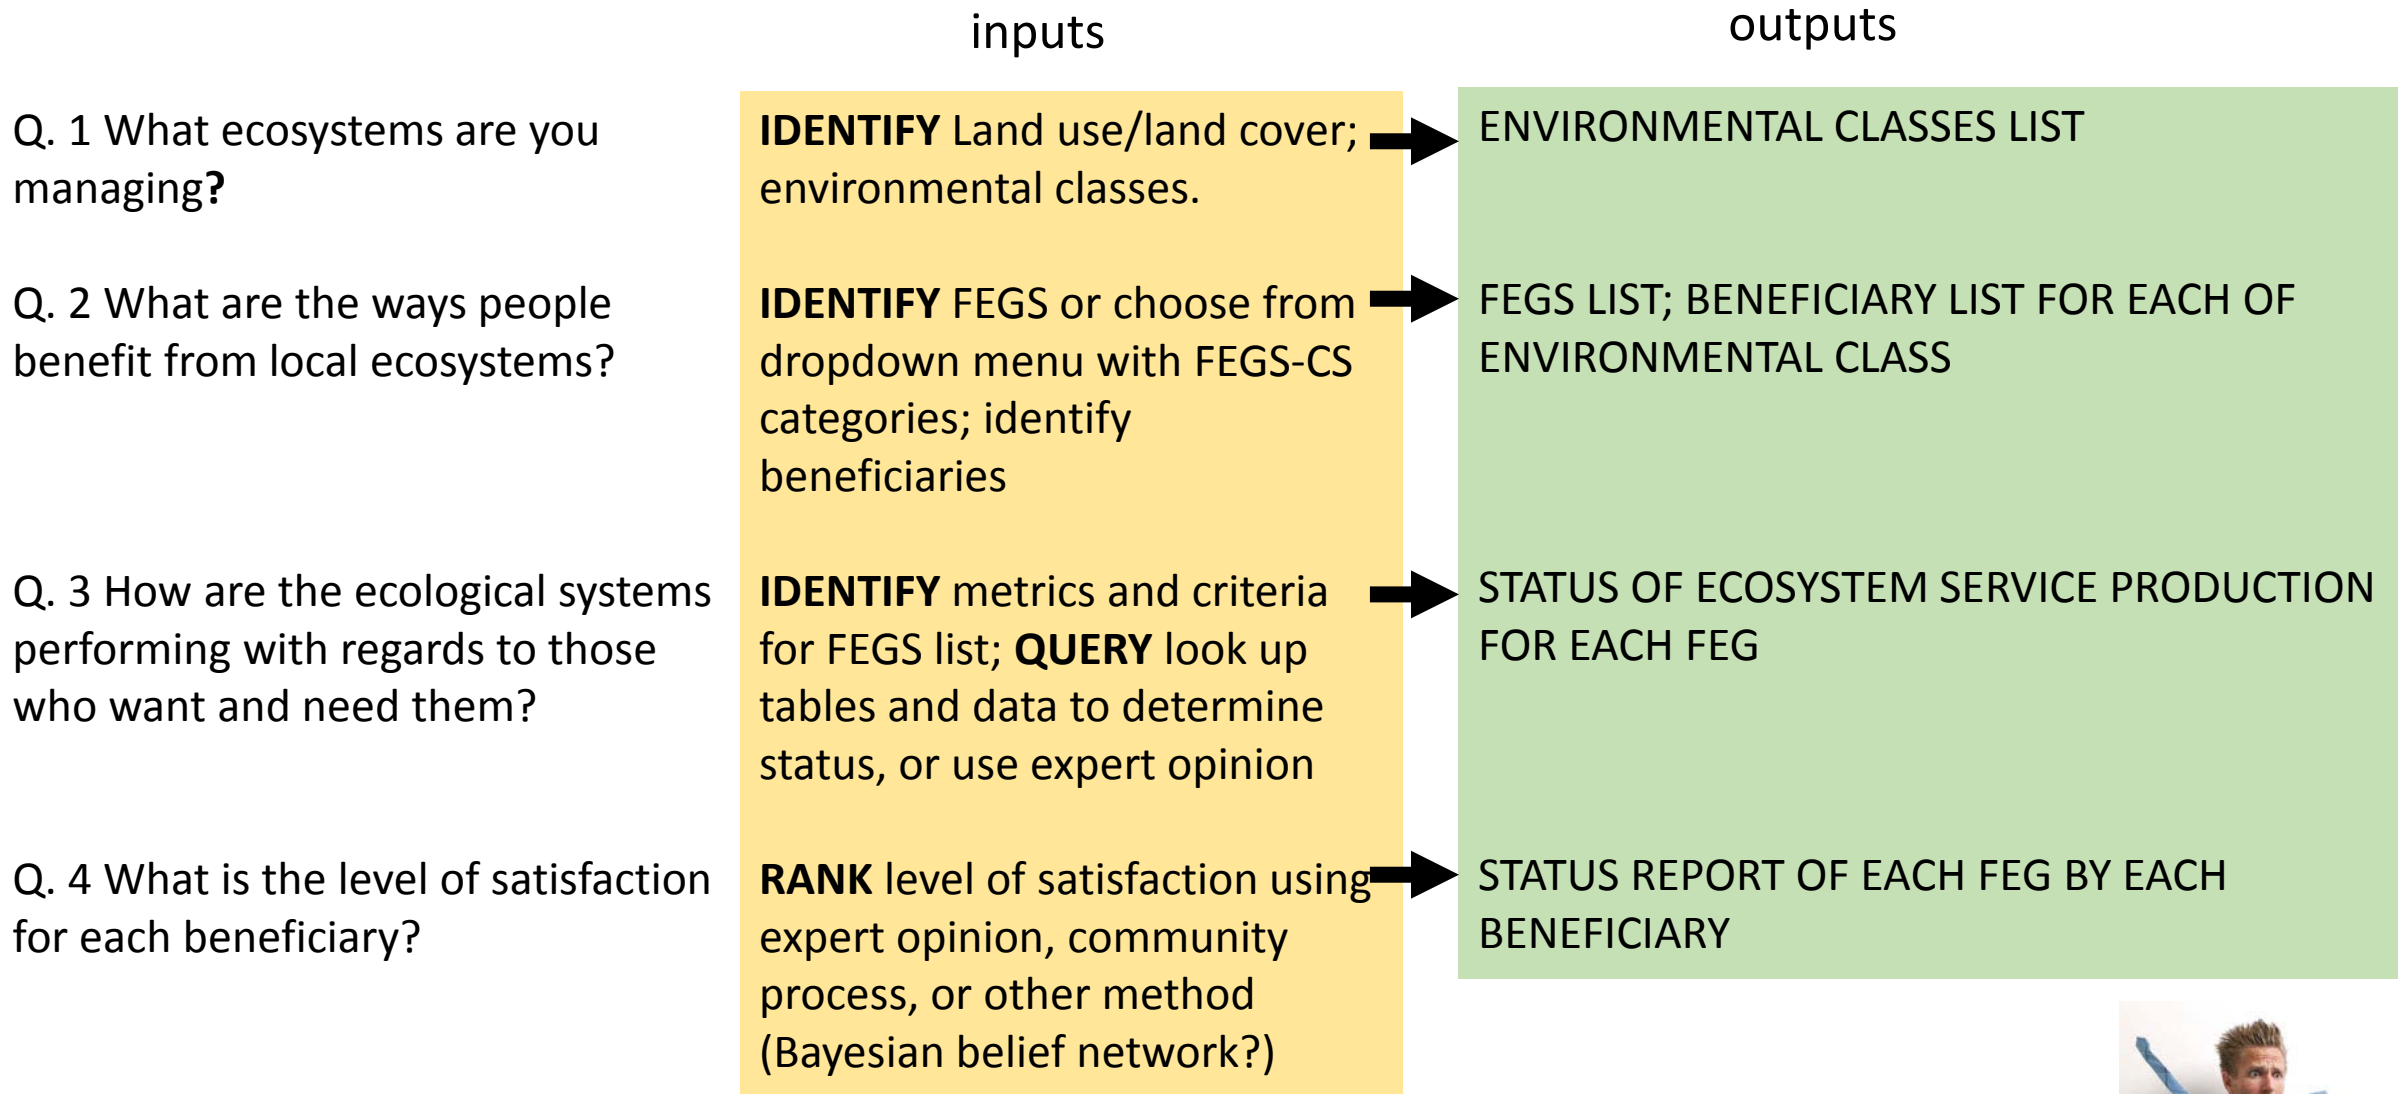 inputs
outputs
Q. 1 What ecosystems are you
managing?
IDENTIFY Land use/land cover;
environmental classes.
ENVIRONMENTAL CLASSES LIST
Q. 2 What are the ways people
benefit from local ecosystems?
IDENTIFY FEGS or choose from
dropdown menu with FEGS-CS
categories; identify
beneficiaries
FEGS LIST; BENEFICIARY LIST FOR EACH OF
ENVIRONMENTAL CLASS
Q. 3 How are the ecological systems
performing with regards to those
who want and need them?
IDENTIFY metrics and criteria
for FEGS list; QUERY look up
tables and data to determine
status, or use expert opinion
STATUS OF ECOSYSTEM SERVICE PRODUCTION
FOR EACH FEG
Q. 4 What is the level of satisfaction
for each beneficiary?
RANK level of satisfaction using
expert opinion, community
process, or other method
(Bayesian belief network?)
STATUS REPORT OF EACH FEG BY EACH
BENEFICIARY